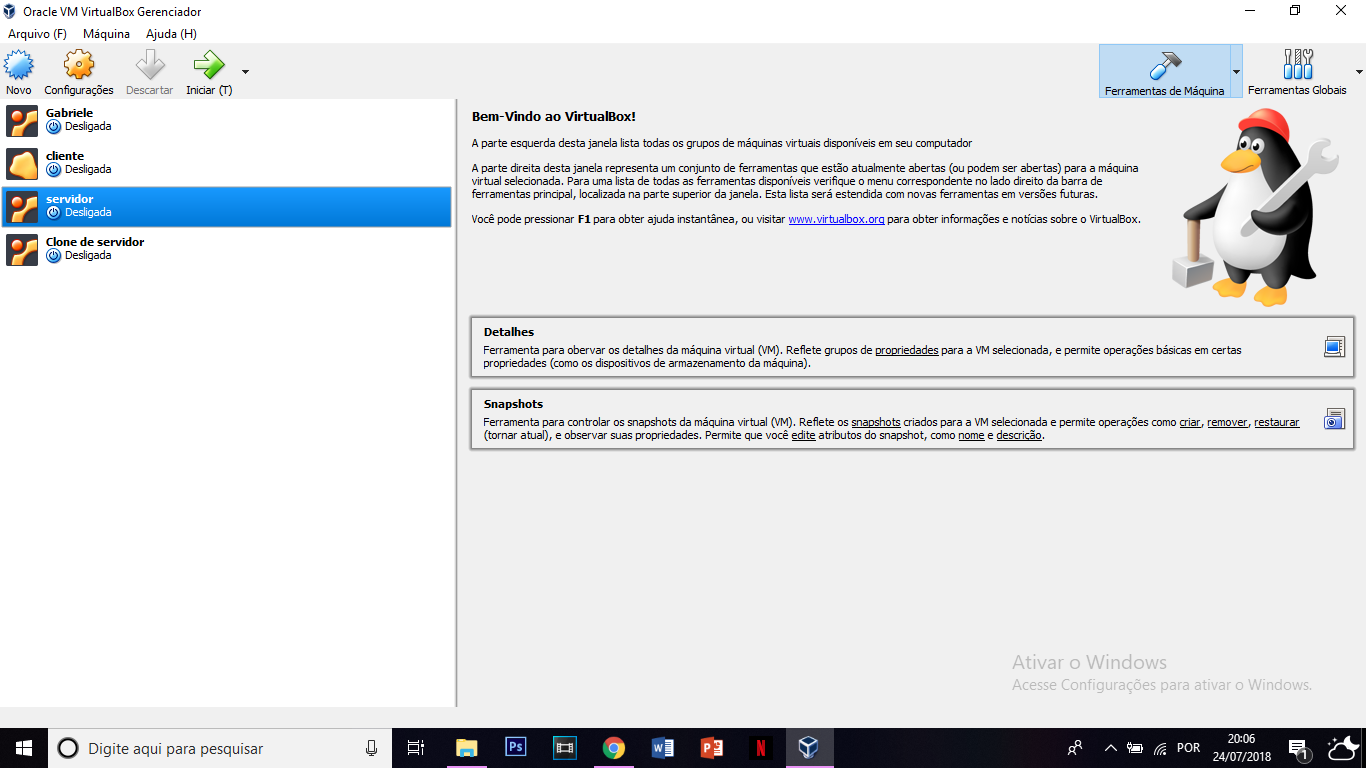 Oracle VM VirtualBox Gerenciador
Arquivo (F) Máquina Ajuda (H)
Novo Configurações Descartar Iniciar (T) Ferramentas de Máquina Ferramentas Globais
Gabriele
Desligada
cliente
Desligada
servidor
Desligada
Clone de servidor
Desligada
Bem-Vindo ao VirtualBox!
A parte esquerda desta janela lista todas os grupos de máquinas virtuais disponíveis em seu computador
A parte direita desta janela representa um conjunto de ferramentas que estão atualmente abertas (ou podem ser abertas) para a máquina
virtual selecionada. Para uma lista de todas as ferramentas disponíveis verifique o menu correspondente no lado direito da barra de
ferramentas principal, localizada na parte superior da janela. Esta lista será estendida com novas ferramentas em versões futuras.
Você pode pressionar F1 para obter ajuda instantânea, ou visitar www.virtualbox.org para obter informações e notícias sobre o VirtualBox.
Detalhes
Ferramenta para obervar os detalhes da máquina virtual (VM). Reflete grupos de propriedades para a VM selecionada, e permite operações básicas em certas
propriedades (como os dispositivos de armazenamento da máquina).
Snapshots
Ferramenta para controlar os snapshots da máquina virtual (VM). Reflete os snapshots criados para a VM selecionada e permite operações como criar, remover, restaurar
(tornar atual), e observar suas propriedades. Permite que você edite atributos do snapshot, como nome e descrição.
Ativar o Windows
Acesse Configurações para ativar o Windows.
Digite aqui para pesquisar
Ps
N
POR
20:06
24/07/2018
1